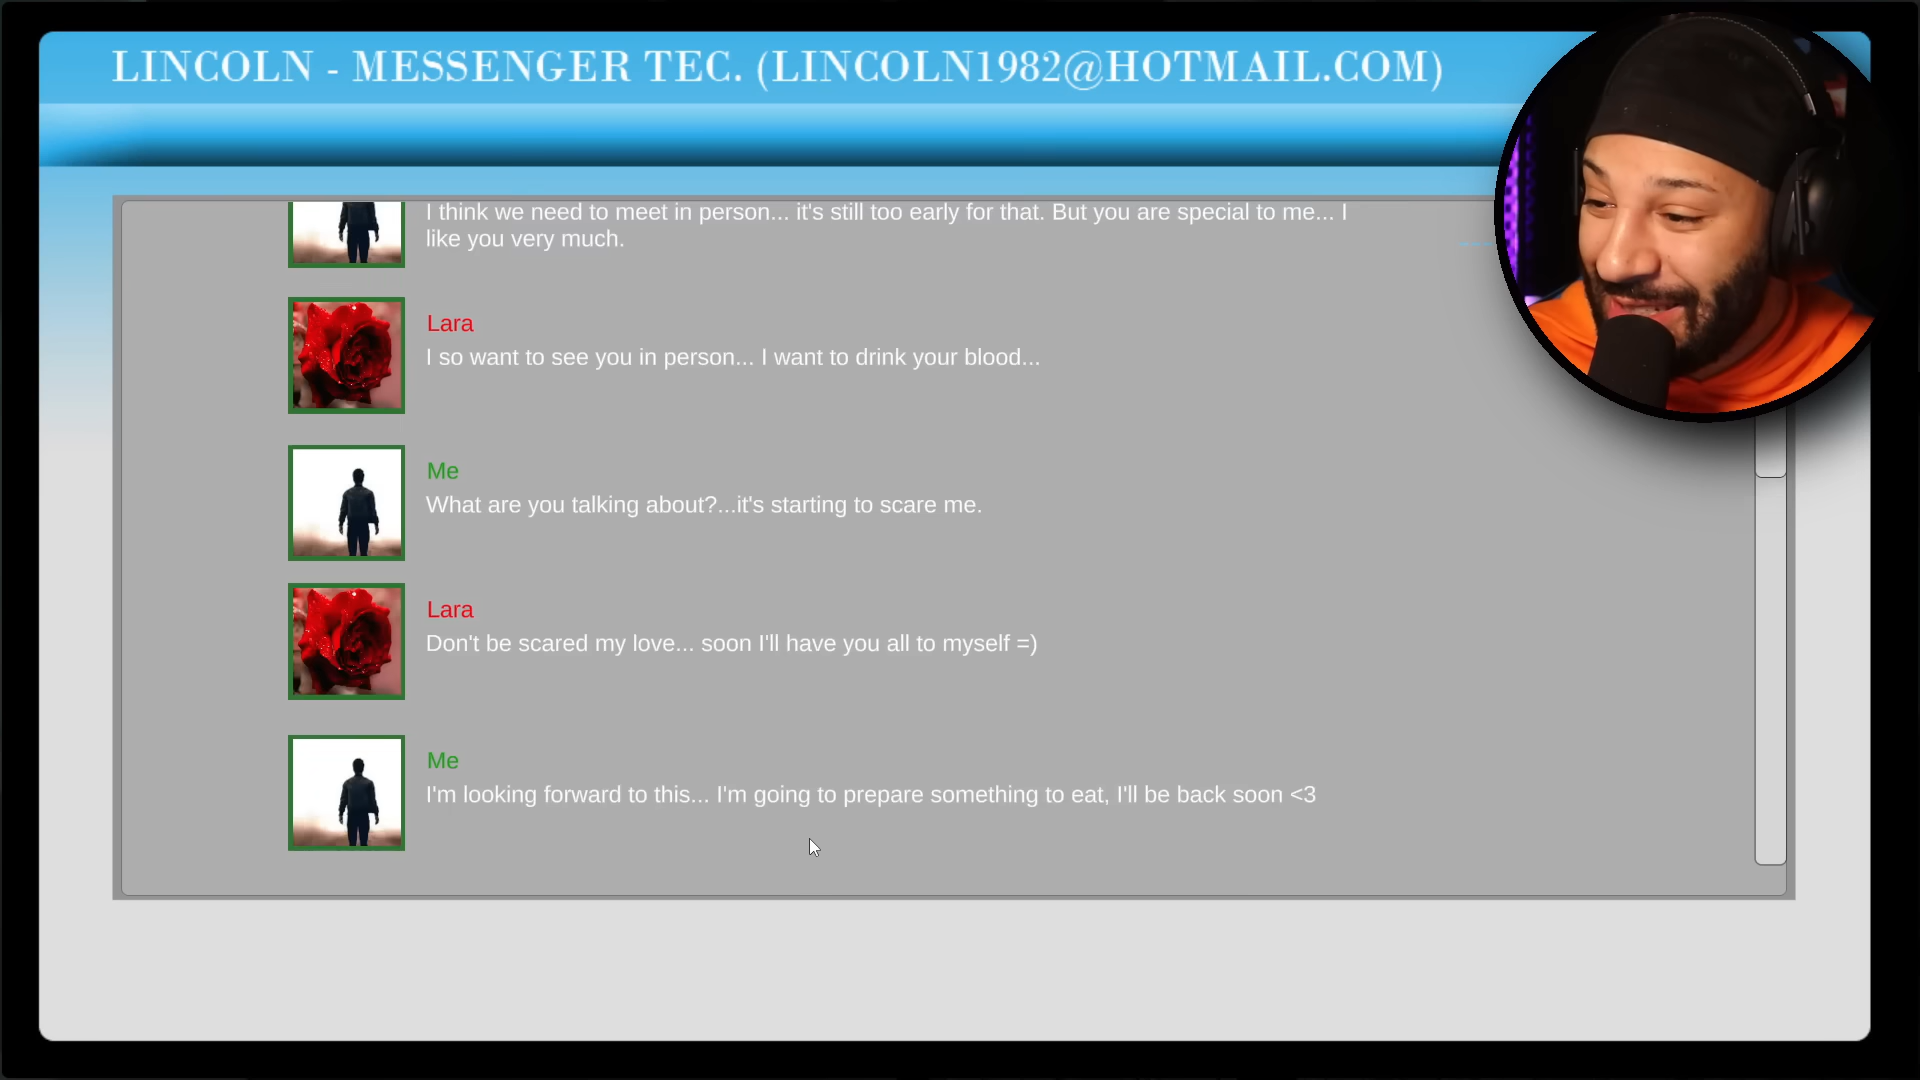 LINCOLN - MESSENGER TEC. (LINCOLN1982@HOTMAIL.COM)
I think we need to meet in person... it's still too early for that. But you are special to me... I
like you very much.
Lara
I so want to see you in person... I want to drink your blood...
Me
What are you talking about?...it's starting to scare me.
Lara
Don't be scared my love... soon I'll have you all to myself =)
Me
I'm looking forward to this... I'm going to prepare something to eat, I'll be back soon <3